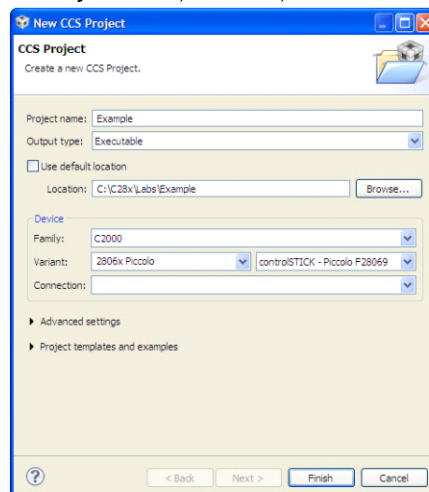 New CCS Project
CCS Project
Create a new CCS Project.
Project name: Example
Output type: Executable
Use default location
Location: C:\C28x\Labs\Example Browse...
Device
Family: C2000
Variant: 2806x Piccolo controlSTICK - Piccolo F28069
Connection:
Advanced settings
Project templates and examples
? < Back Next > Finish Cancel